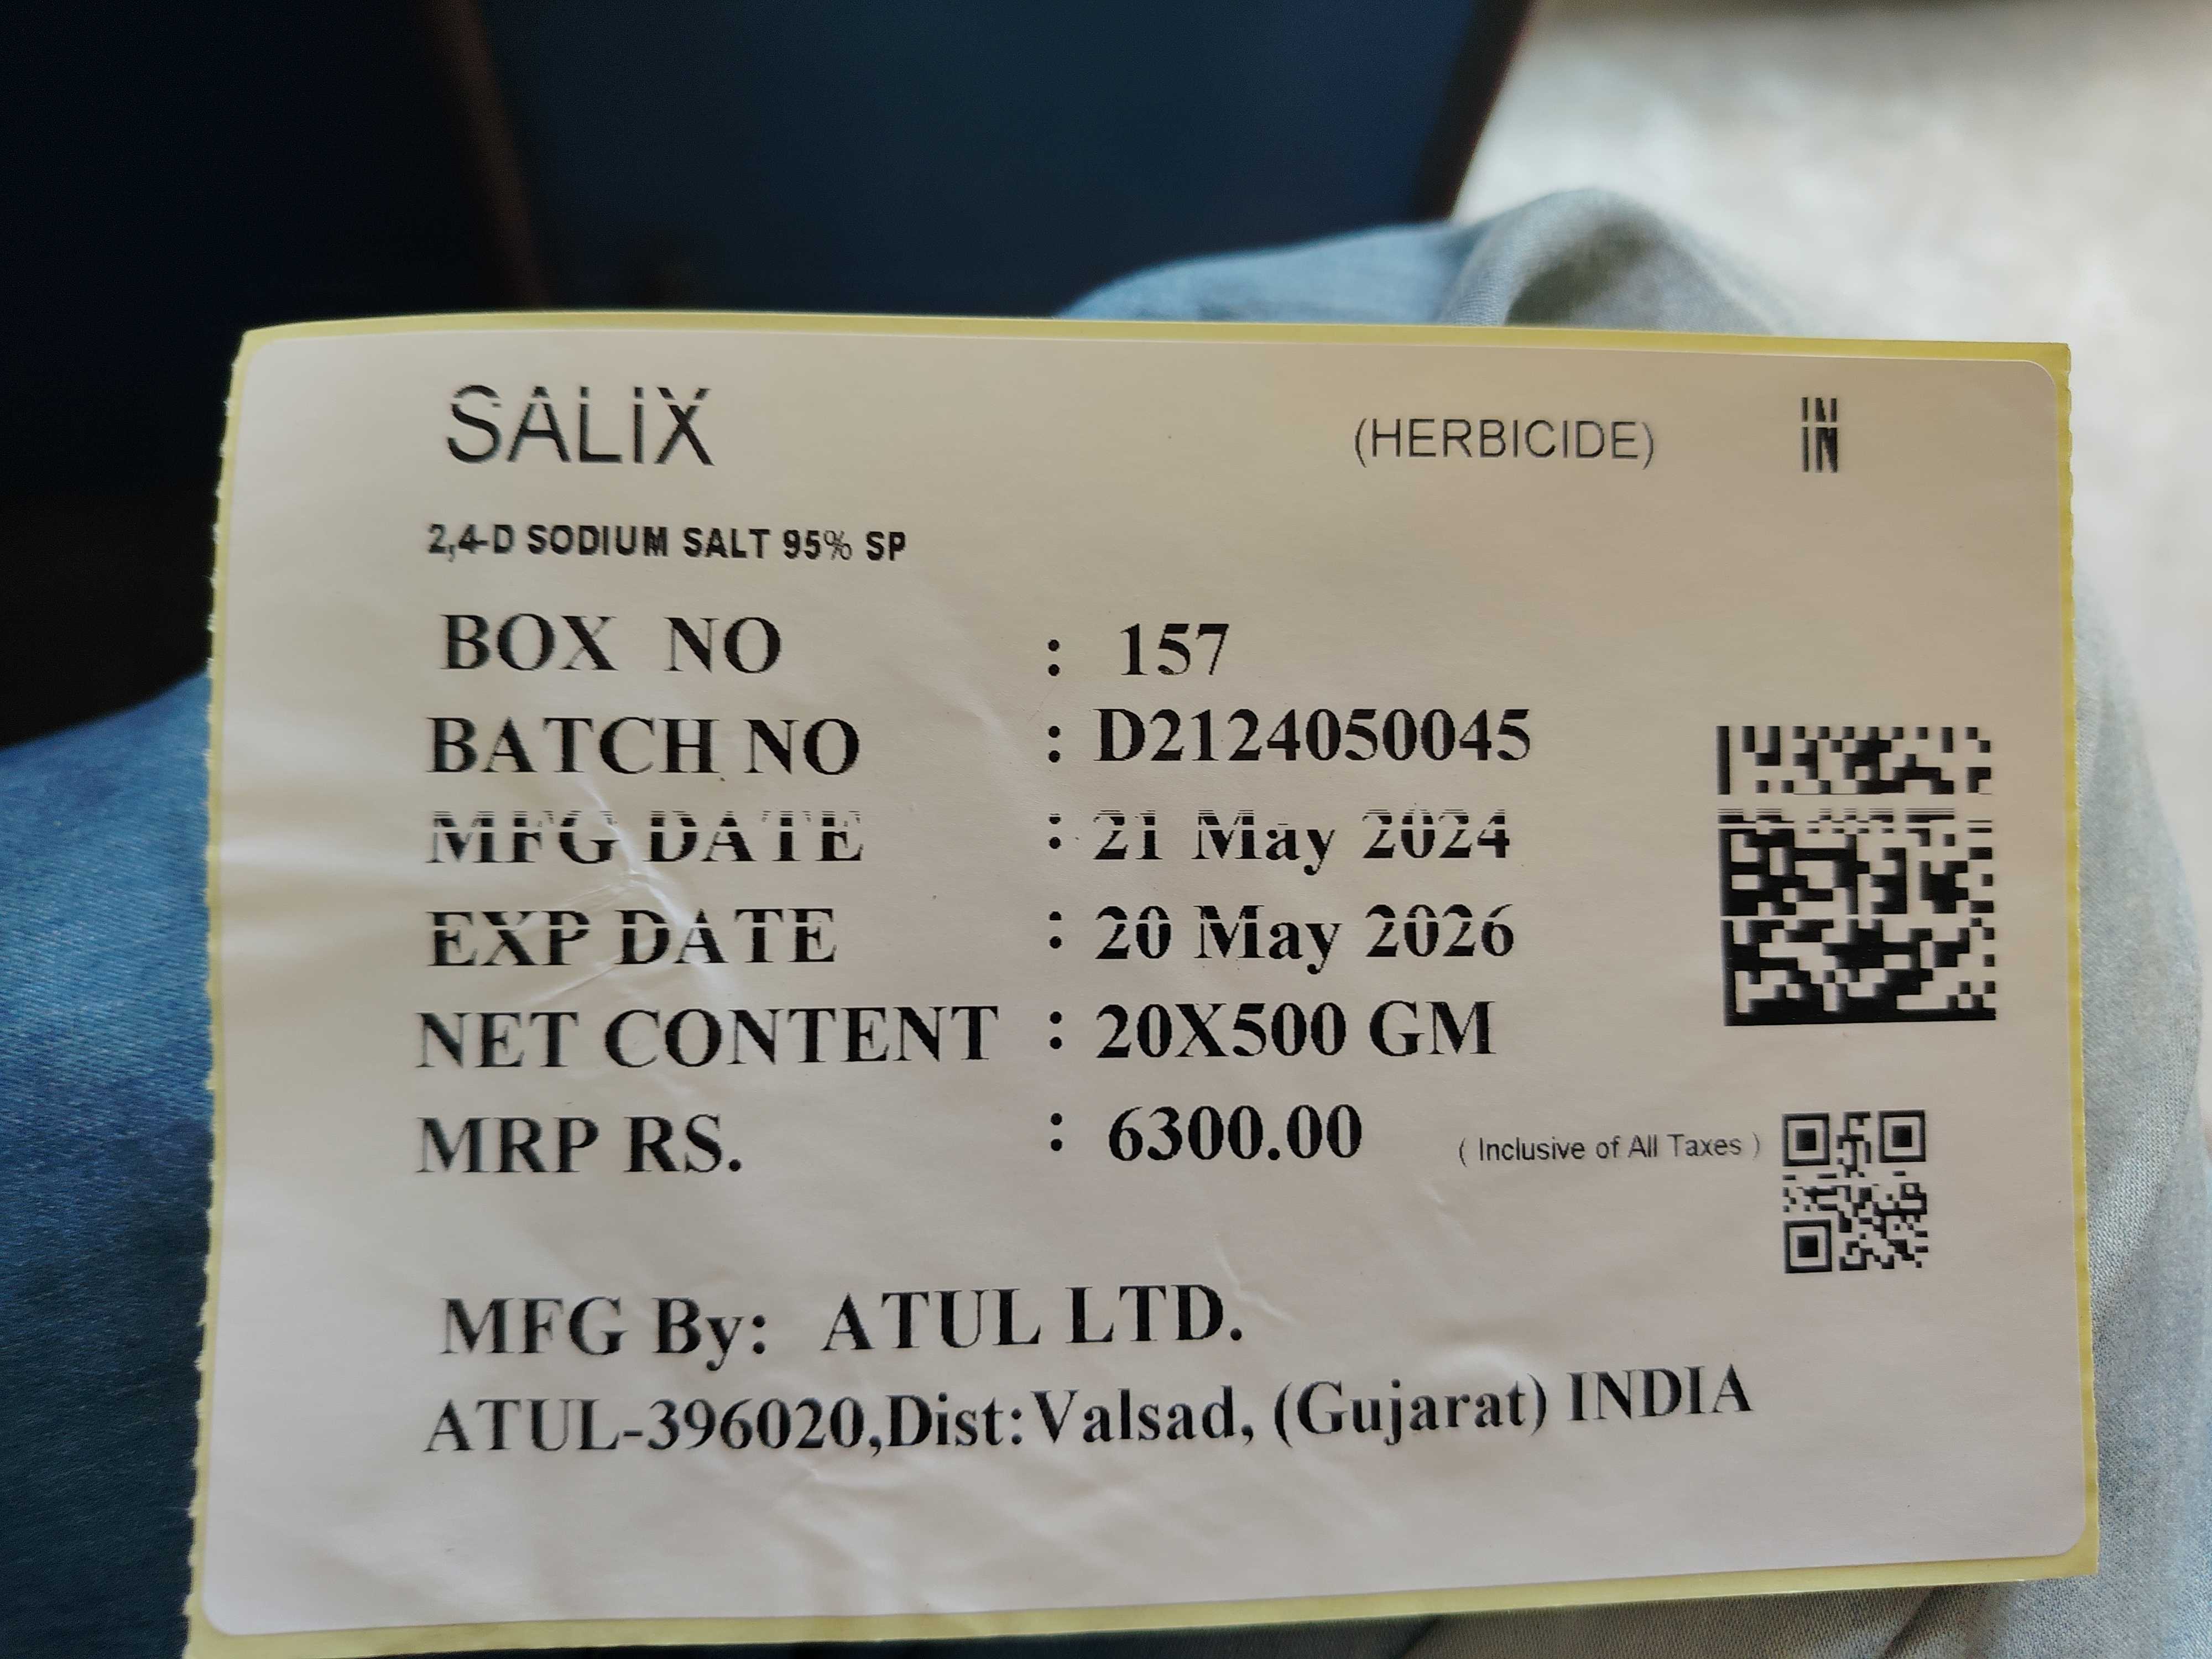 SALIX (HERBICIDE) IN
2,4-D SODIUM SALT 95% SP
BOX NO : 157
BATCH NO : D2124050045
MFG DATE : 21 May 2024
EXP DATE : 20 May 2026
NET CONTENT : 20X500 GM
MRP RS. : 6300.00 ( Inclusive of All Taxes )
MFG By: ATUL LTD.
ATUL-396020,Dist:Valsad, (Gujarat) INDIA